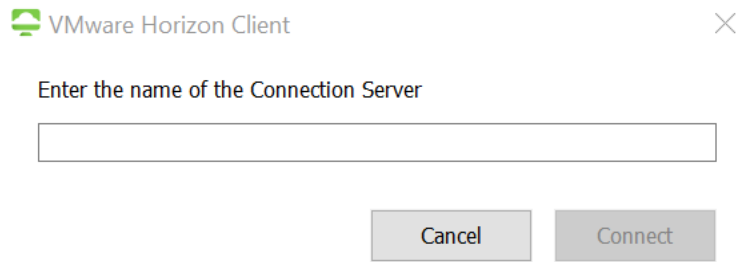 VMware Horizon Client
Enter the name of the Connection Server
Cancel
Connect